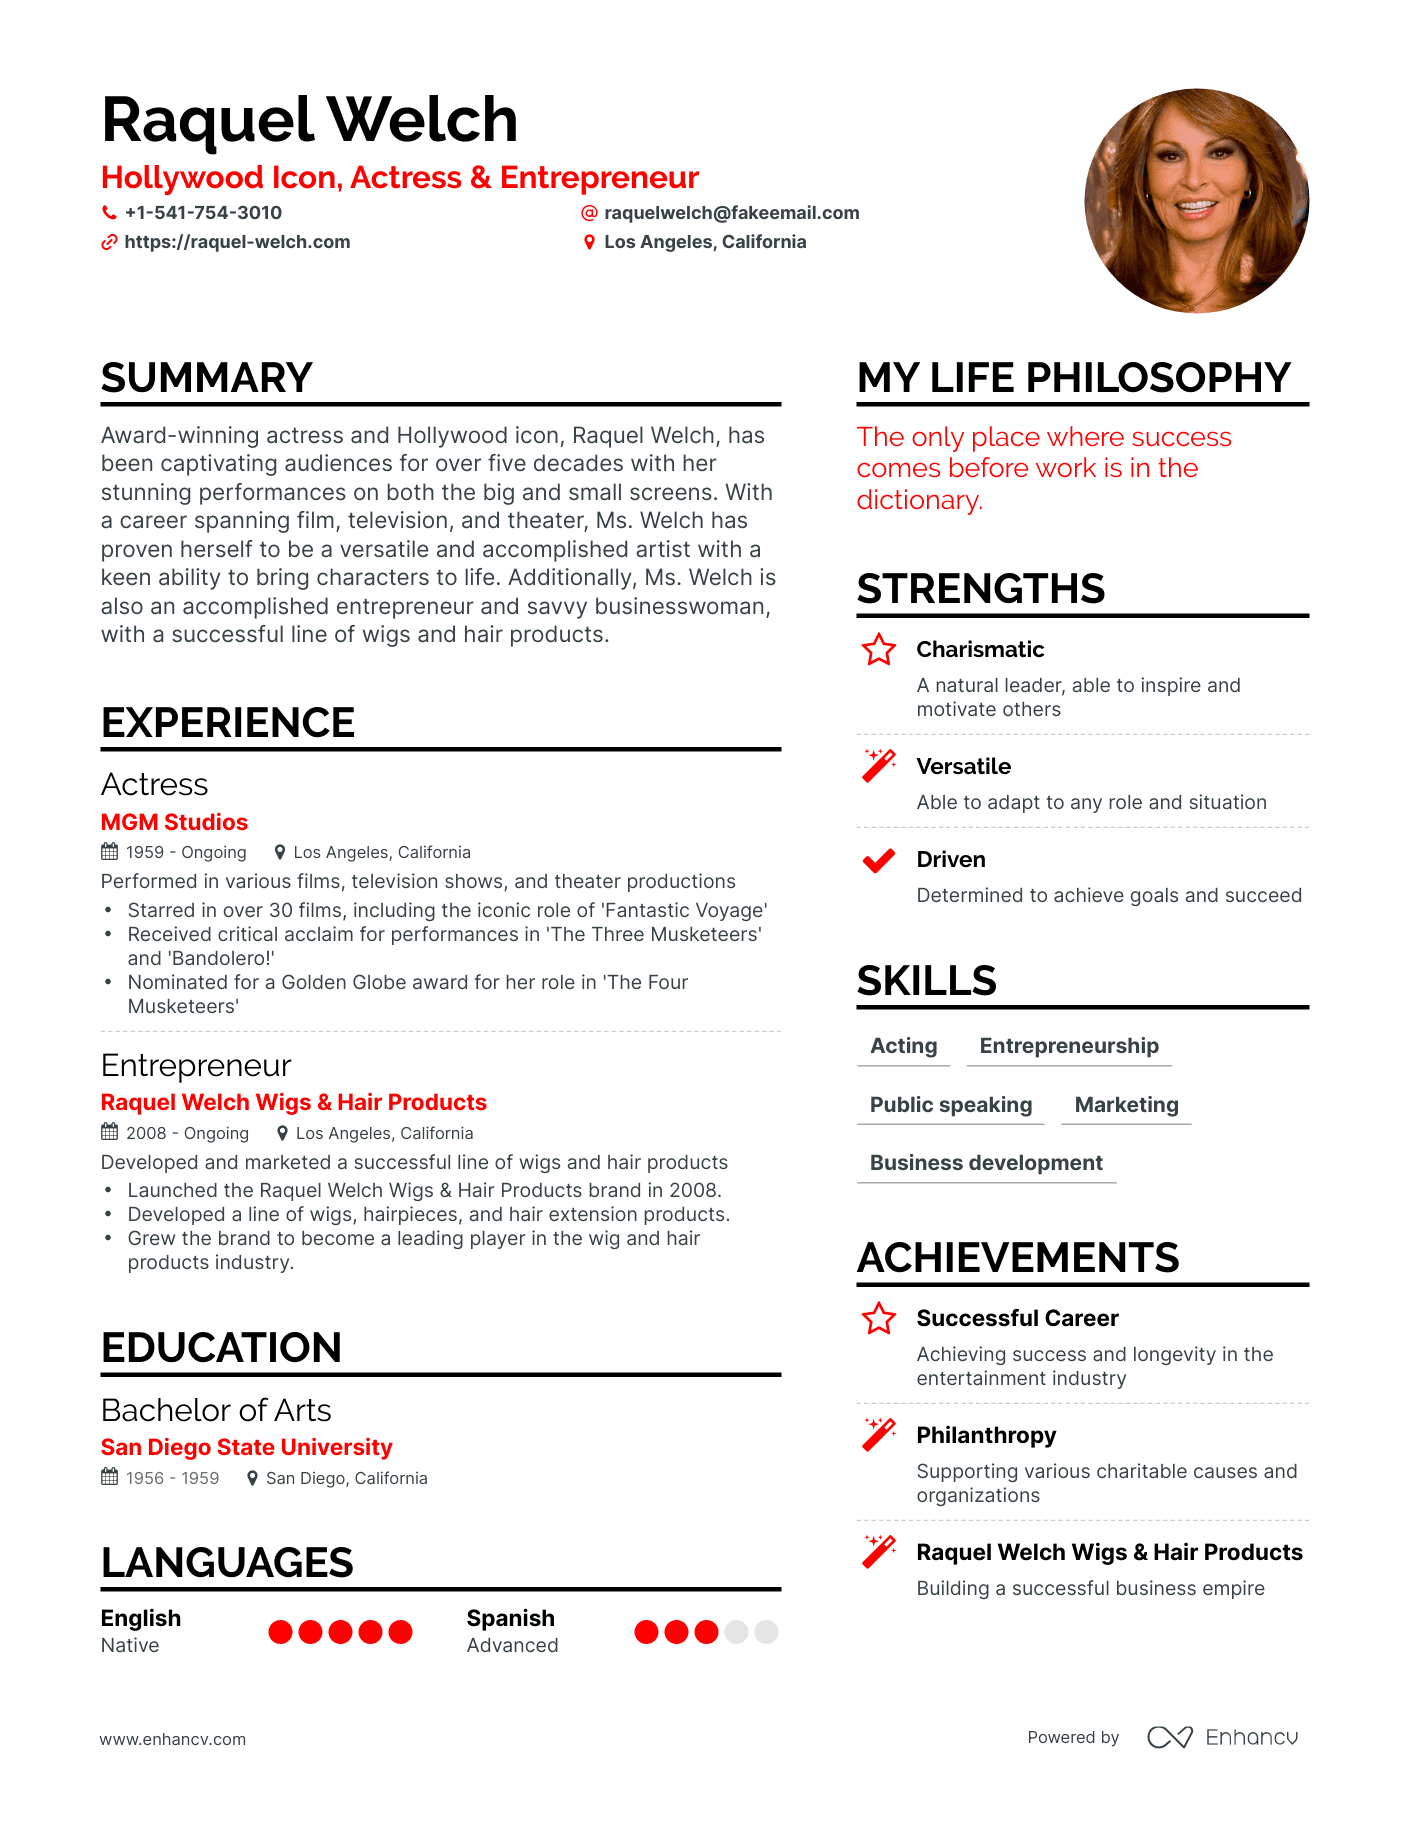 Raquel Welch
Hollywood Icon, Actress & Entrepreneur
+1-541-754-3010
raquelwelch@fakeemail.com
https://raquel-welch.com
Los Angeles, California
SUMMARY
Award-winning actress and Hollywood icon, Raquel Welch, has
been captivating audiences for over five decades with her
stunning performances on both the big and small screens. With
a career spanning film, television, and theater, Ms. Welch has
proven herself to be a versatile and accomplished artist with a
keen ability to bring characters to life. Additionally, Ms. Welch is
also an accomplished entrepreneur and savvy businesswoman,
with a successful line of wigs and hair products.
EXPERIENCE
Actress
MGM Studios
1959 - Ongoing
Los Angeles, California
Performed in various films, television shows, and theater productions
• Starred in over 30 films, including the iconic role of 'Fantastic Voyage'
• Received critical acclaim for performances in 'The Three Musketeers'
and 'Bandolero!'
• Nominated for a Golden Globe award for her role in 'The Four
Musketeers'
Entrepreneur
Raquel Welch Wigs & Hair Products
2008 - Ongoing
Los Angeles, California
Developed and marketed a successful line of wigs and hair products
• Launched the Raquel Welch Wigs & Hair Products brand in 2008.
• Developed a line of wigs, hairpieces, and hair extension products.
• Grew the brand to become a leading player in the wig and hair
products industry.
EDUCATION
Bachelor of Arts
San Diego State University
1956 - 1959
San Diego, California
LANGUAGES
English
Native
Spanish
Advanced
MY LIFE PHILOSOPHY
The only place where success
comes before work is in the
dictionary.
STRENGTHS
Charismatic
A natural leader, able to inspire and
motivate others
Versatile
Able to adapt to any role and situation
Driven
Determined to achieve goals and succeed
SKILLS
Acting
Entrepreneurship
Public speaking
Marketing
Business development
ACHIEVEMENTS
Successful Career
Achieving success and longevity in the
entertainment industry
Philanthropy
Supporting various charitable causes and
organizations
Raquel Welch Wigs & Hair Products
Building a successful business empire
www.enhancv.com
Powered by
Enhancv